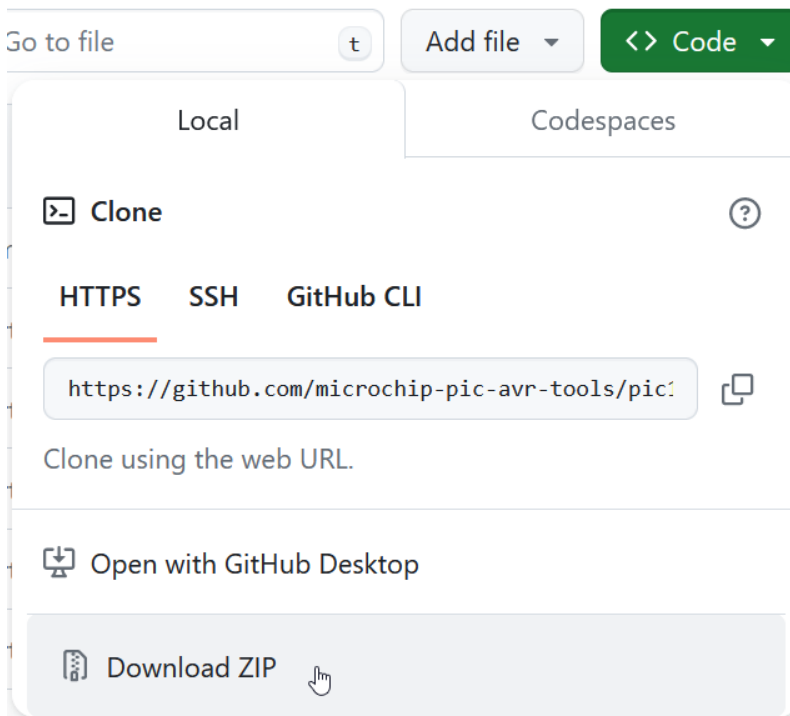 Go to file t Add file <> Code
Local Codespaces
Clone
HTTPS SSH GitHub CLI
https://github.com/microchip-pic-avr-tools/pic1
Clone using the web URL.
Open with GitHub Desktop
Download ZIP